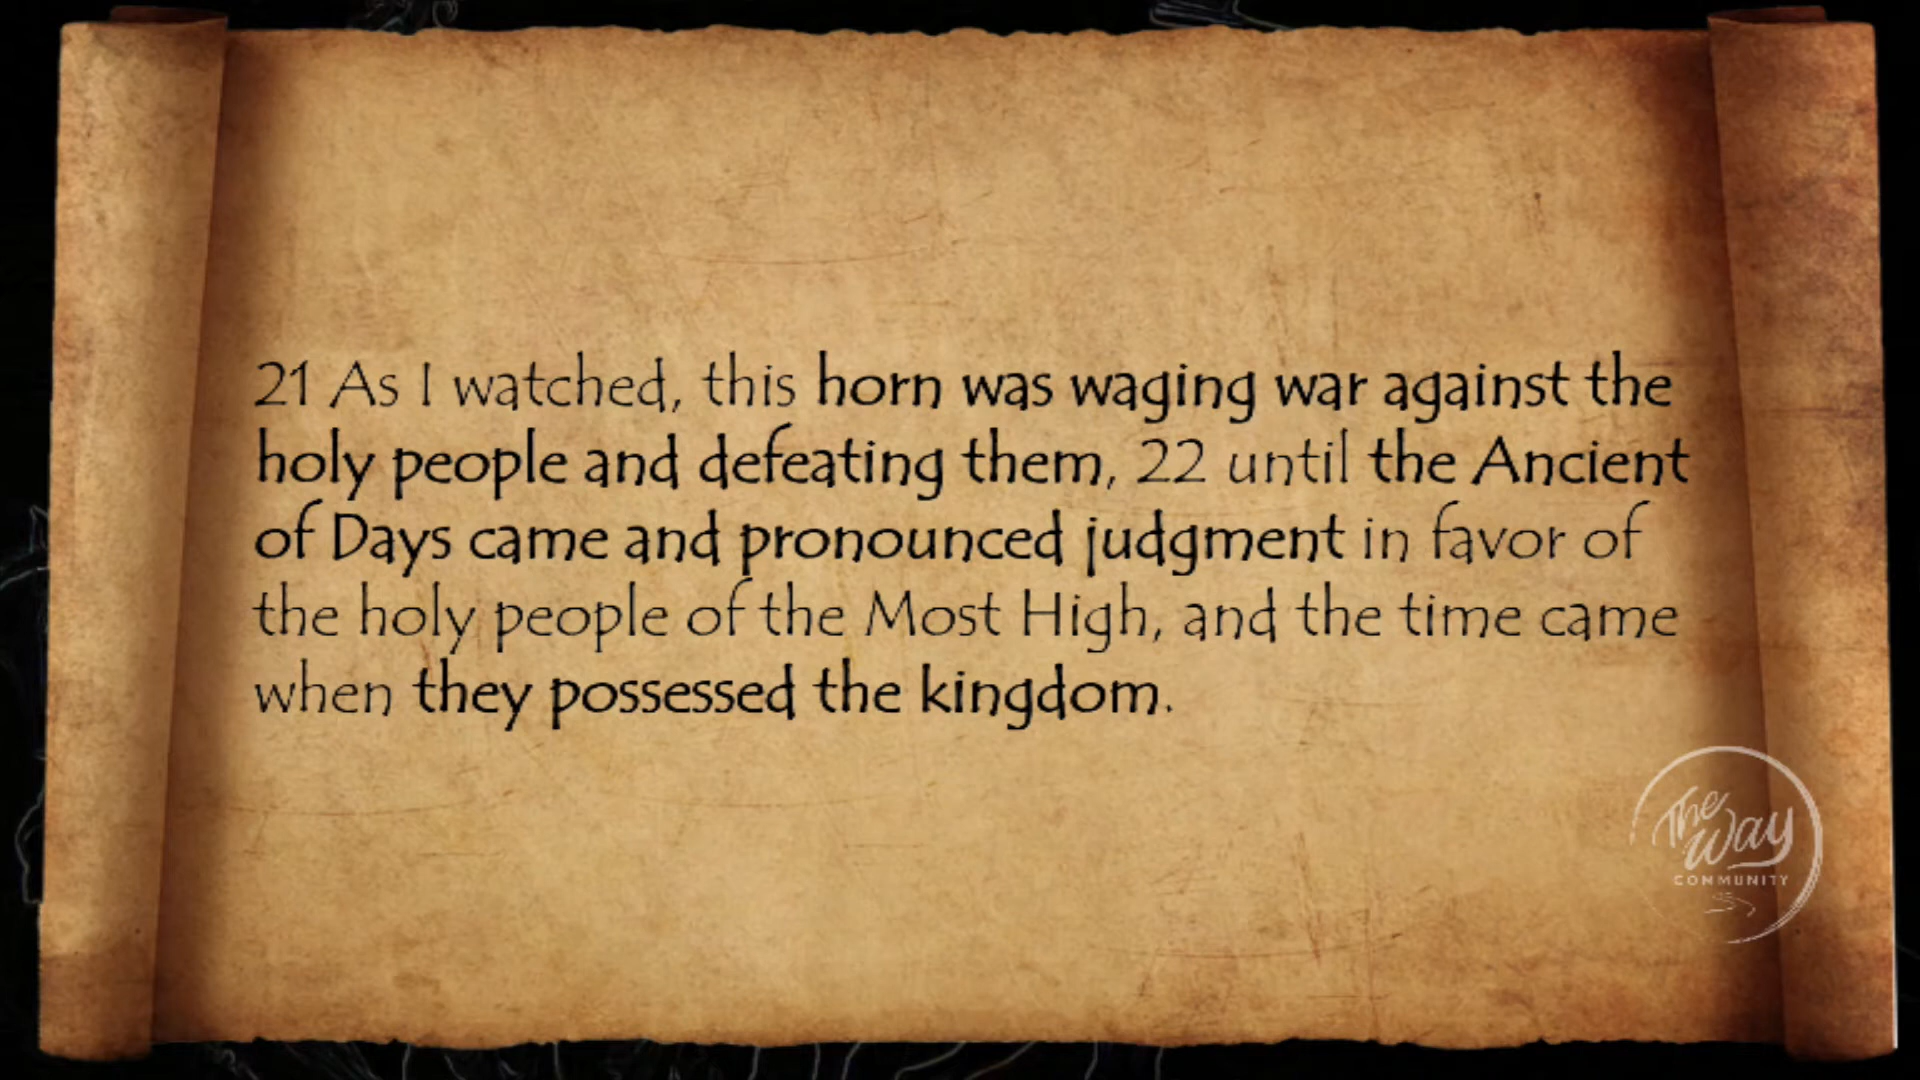 21 As I watched, this horn was waging war against the
holy people and defeating them, 22 until the Ancient
of Days came and pronounced judgment in favor of
the holy people of the Most High, and the time came
when they possessed the kingdom.
The
Way
COMMUNITY